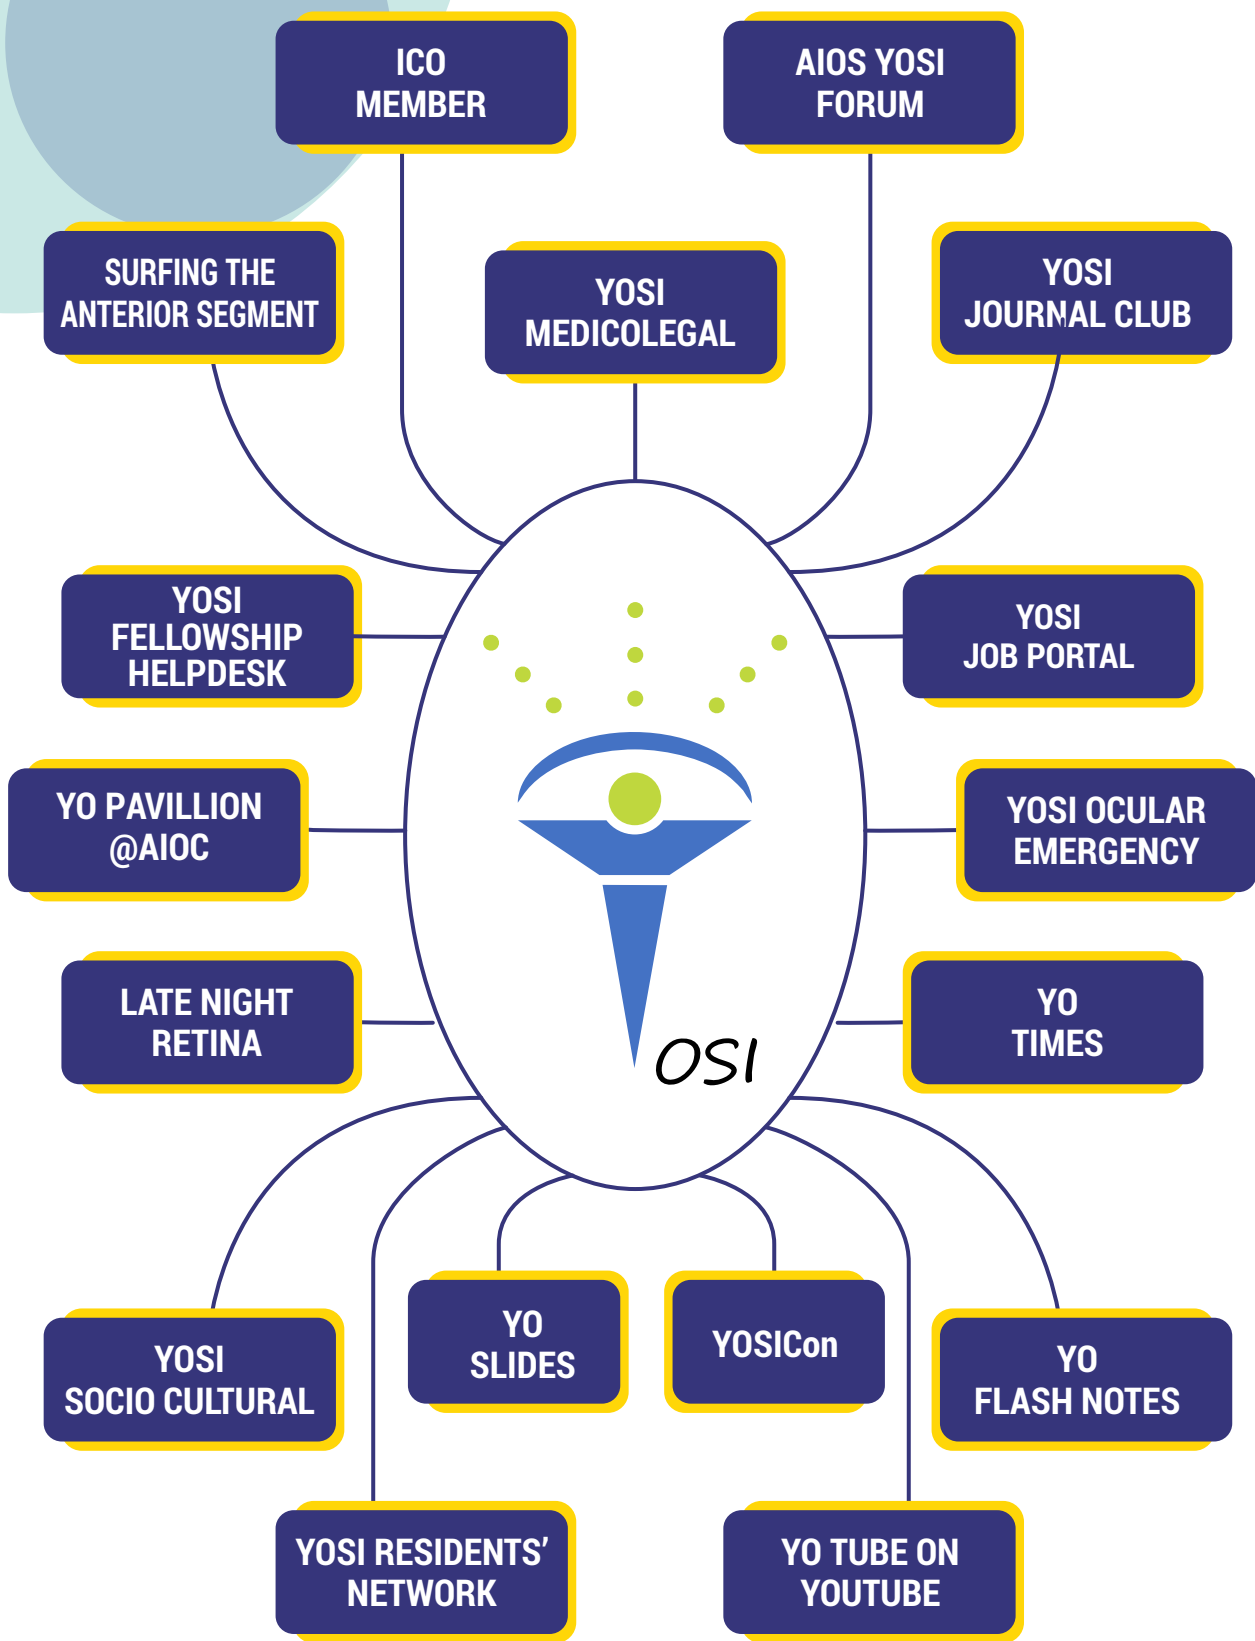 ICO
MEMBER
AIOS YOSI
FORUM
SURFING THE
ANTERIOR SEGMENT
YOSI
MEDICOLEGAL
YOSI
JOURNAL CLUB
YOSI
FELLOWSHIP
HELPDESK
YOSI
JOB PORTAL
YO PAVILLION
@AIOC
YOSI OCULAR
EMERGENCY
LATE NIGHT
RETINA
YO
TIMES
OSI
YOSI
SOCIO CULTURAL
YO
SLIDES
YOSICon
YO
FLASH NOTES
YOSI RESIDENTS’
NETWORK
YO TUBE ON
YOUTUBE